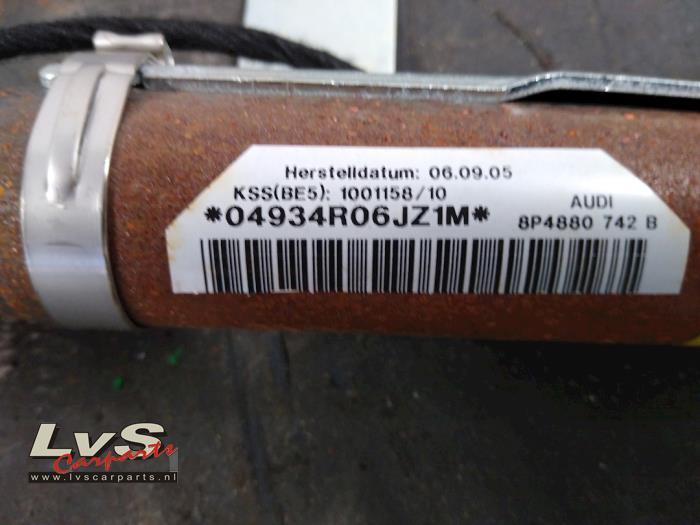 Herstelldatum: 06.09.05
KSS(BE5): 1001158/10
*04934R06JZ1M*
AUDI
8P4880 742 B
LvS
Carparts
www.lvscarparts.nl